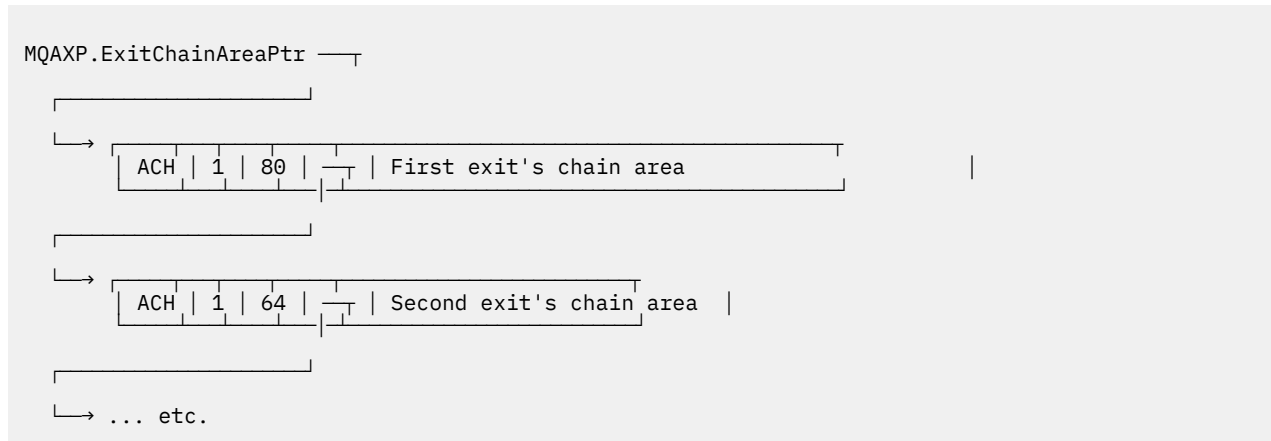 MQAXP.ExitChainAreaPtr
ACH | 1 | 80 | First exit's chain area
ACH | 1 | 64 | Second exit's chain area
... etc.